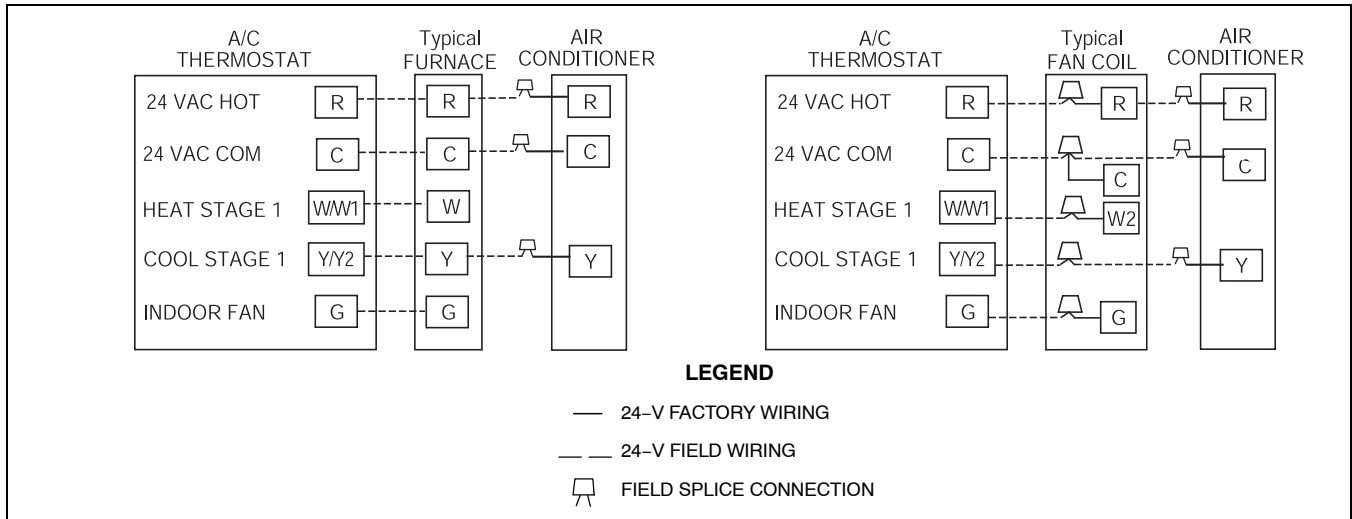 A/C THERMOSTAT
Typical FURNACE
AIR CONDITIONER
24 VAC HOT R R R
24 VAC COM C C C
HEAT STAGE 1 W/W1 W
COOL STAGE 1 Y/Y2 Y Y
INDOOR FAN G G
A/C THERMOSTAT
Typical FAN COIL
AIR CONDITIONER
24 VAC HOT R R R
24 VAC COM C C C
HEAT STAGE 1 W/W1 W2
COOL STAGE 1 Y/Y2 Y
INDOOR FAN G G
LEGEND
24-V FACTORY WIRING
24-V FIELD WIRING
FIELD SPLICE CONNECTION